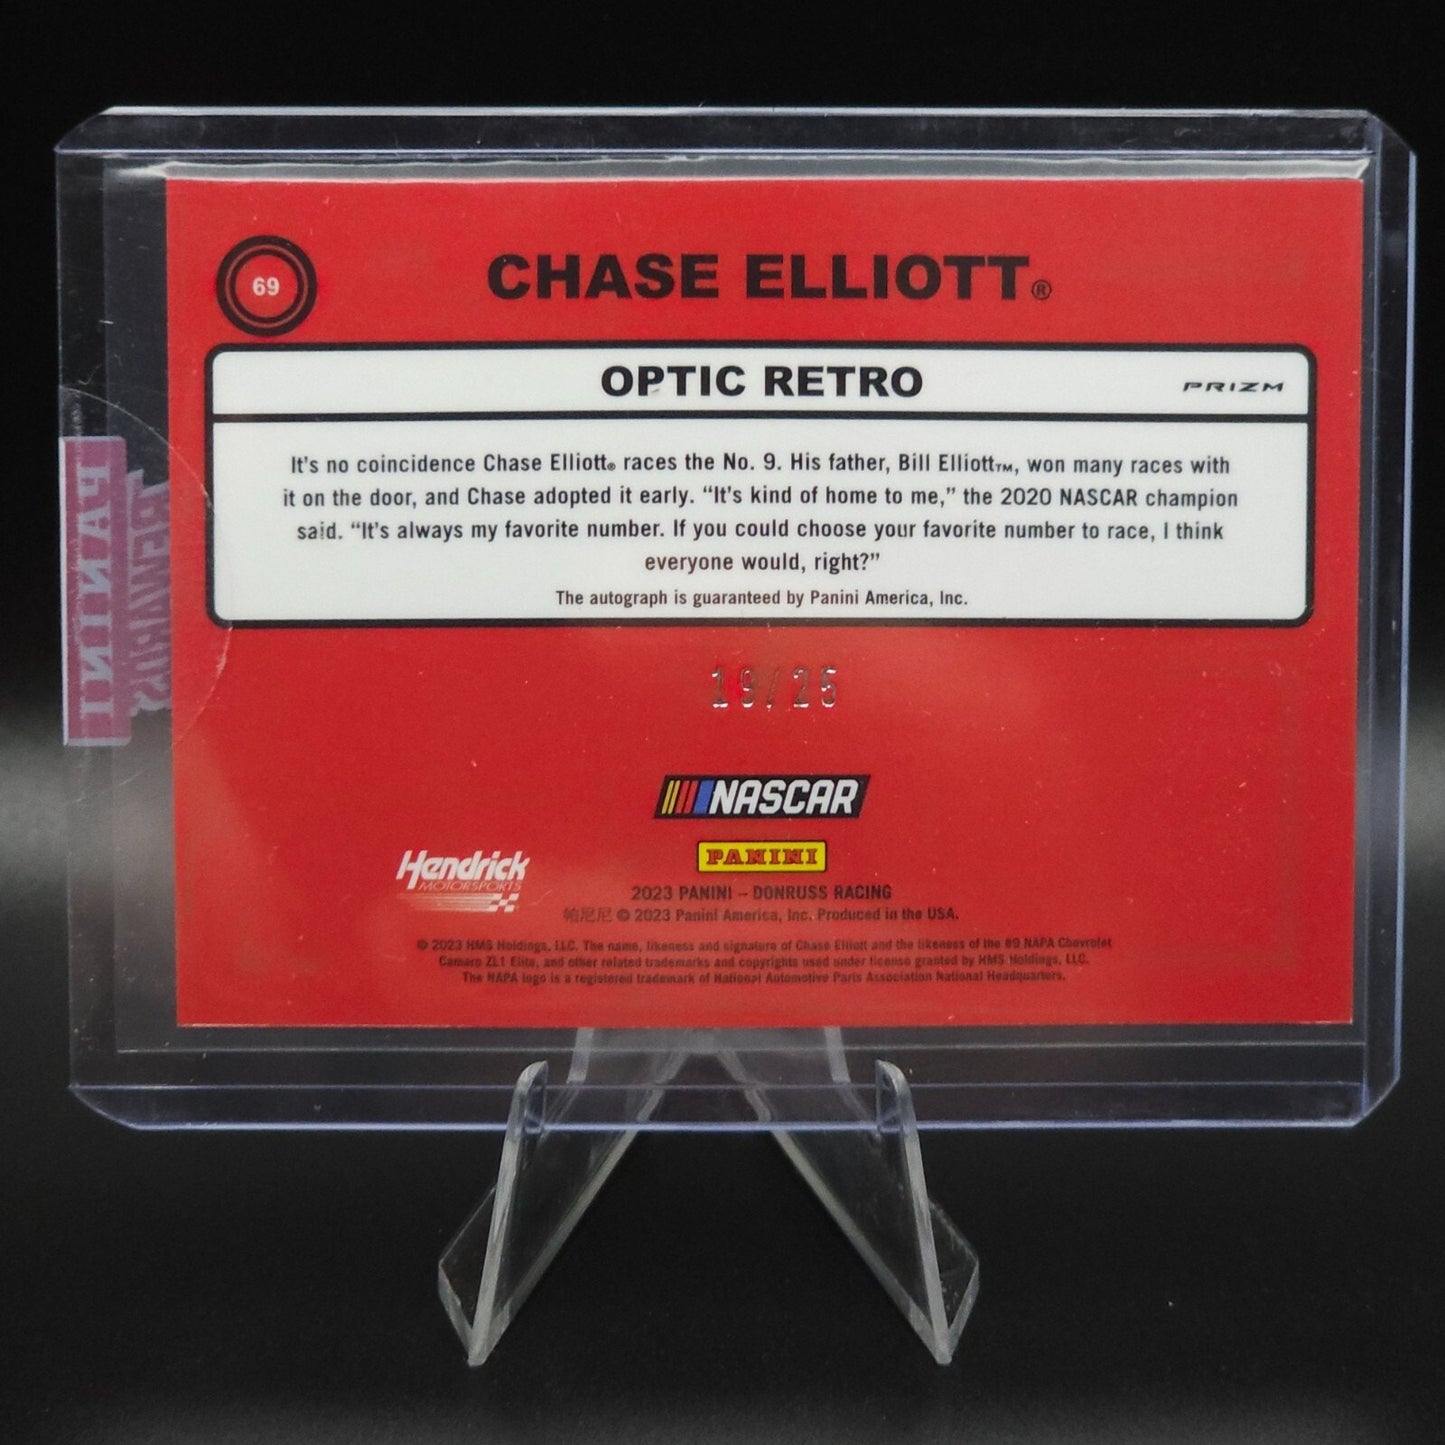 69
CHASE ELLIOTT®
OPTIC RETRO
PRIZM
It's no coincidence Chase Elliott® races the No. 9. His father, Bill Elliott™, won many races with
it on the door, and Chase adopted it early. “It's kind of home to me,” the 2020 NASCAR champion
said. “It's always my favorite number. If you could choose your favorite number to race, I think
everyone would, right?”
The autograph is guaranteed by Panini America, Inc.
19/25
NASCAR
PANINI
Hendrick
MOTORSPORTS
2023 PANINI – DONRUSS RACING
帕尼尼 © 2023 Panini America, Inc. Produced in the USA.
© 2023 HMS Holdings, LLC. The name, likeness and signature of Chase Elliott and the likeness of the #9 NAPA Chevrolet
Camaro ZL1 Elite, and other related trademarks and copyrights used under license granted by HMS Holdings, LLC.
The NAPA logo is a registered trademark of National Automotive Parts Association National Headquarters.
PANINI
REWARDS